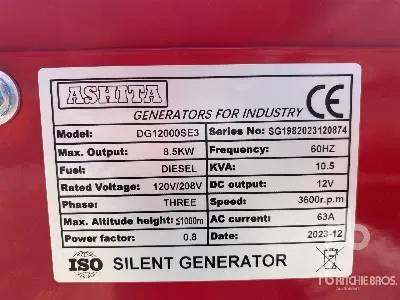 ASHITA
GENERATORS FOR INDUSTRY CE
Model: DG12000SE3 Series No: SG1982023120874
Max. Output: 8.5KW Frequency: 60HZ
Fuel: DIESEL KVA: 10.5
Rated Voltage: 120V/208V DC output: 12V
Phase: THREE Speed: 3600r.p.m
Max. Altitude height: ≤1000m AC current: 63A
Power factor: 0.8 Date: 2023-12
ISO SILENT GENERATOR
RITCHIE BROS.